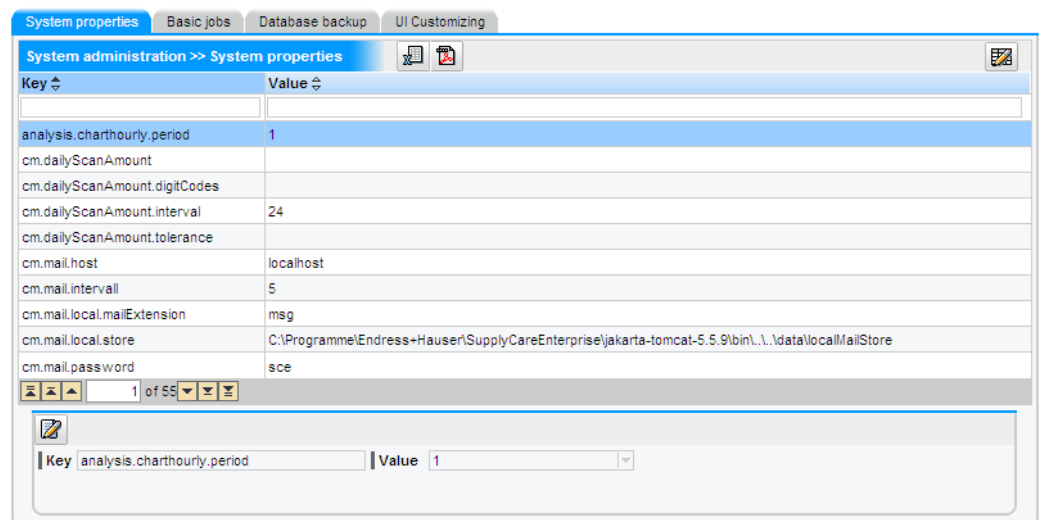 System properties Basic jobs Database backup UI Customizing
System administration >> System properties
Key Value
analysis.charthourly.period 1
cm.dailyScanAmount
cm.dailyScanAmount.digitCodes
cm.dailyScanAmount.interval 24
cm.dailyScanAmount.tolerance
cm.mail.host localhost
cm.mail.intervall 5
cm.mail.local.mailExtension msg
cm.mail.local.store C:\Programme\Endress+Hauser\SupplyCareEnterprise\jakarta-tomcat-5.5.9\bin\..\..\data\localMailStore
cm.mail.password sce
1 of 55
Key analysis.charthourly.period Value 1